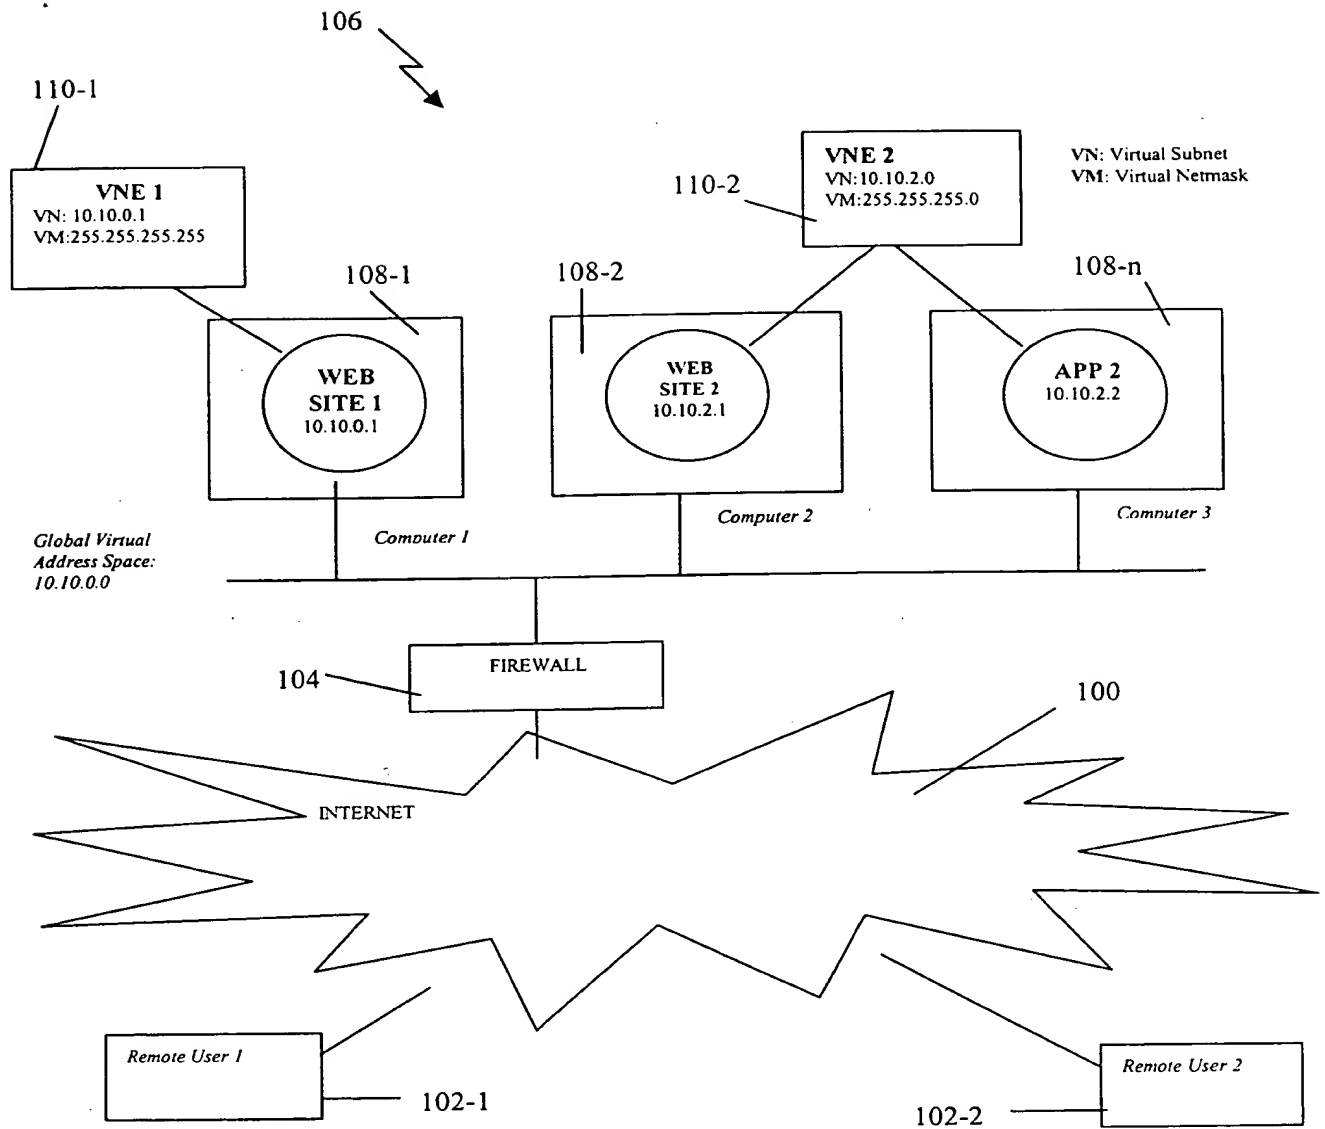 106
110-1
VNE 1
VN: 10.10.0.1
VM:255.255.255.255
VNE 2
VN:10.10.2.0
VM:255.255.255.0
110-2
VN: Virtual Subnet
VM: Virtual Netmask
108-1
108-2
108-n
WEB
SITE 1
10.10.0.1
WEB
SITE 2
10.10.2.1
APP 2
10.10.2.2
Computer 1
Computer 2
Computer 3
Global Virtual
Address Space:
10.10.0.0
FIREWALL
104
100
INTERNET
Remote User 1
102-1
Remote User 2
102-2